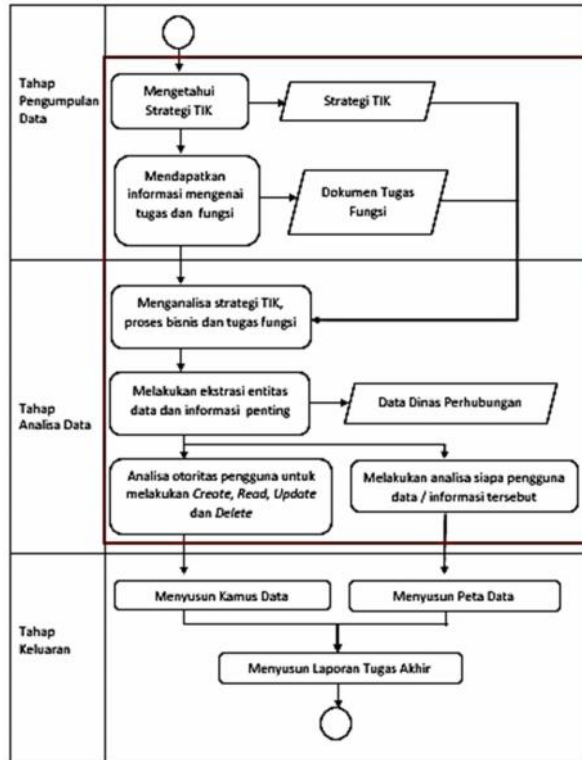 Tahap
Pengumpulan
Data
Mengetahui
Strategi TIK
Strategi TIK
Mendapatkan
informasi mengenai
tugas dan fungsi
Dokumen Tugas
Fungsi
Tahap
Analisa Data
Menganalisa strategi TIK,
proses bisnis dan tugas fungsi
Melakukan ekstrasi entitas
data dan informasi penting
Data Dinas Perhubungan
Analisa otoritas pengguna untuk
melakukan Create, Read, Update
dan Delete
Melakukan analisa siapa pengguna
data / informasi tersebut
Tahap
Keluaran
Menyusun Kamus Data
Menyusun Peta Data
Menyusun Laporan Tugas Akhir